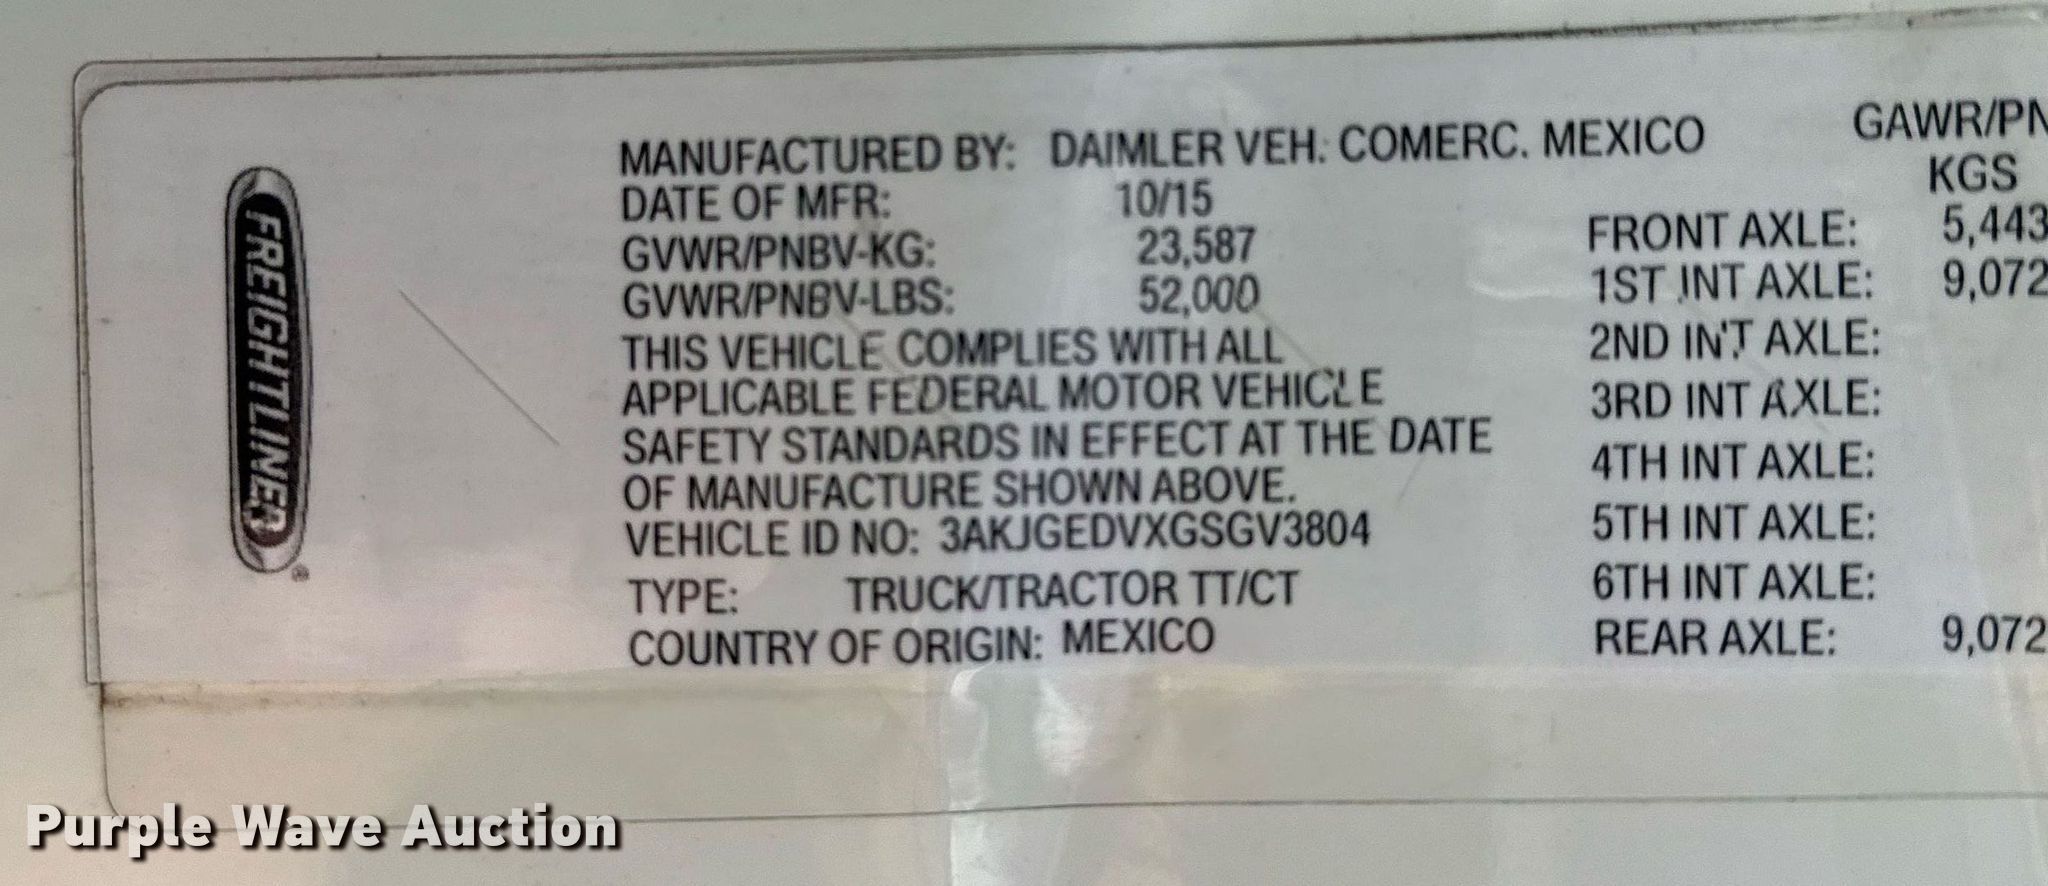 FREIGHTLINER
®
MANUFACTURED BY: DAIMLER VEH. COMERC. MEXICO
DATE OF MFR: 10/15
GVWR/PNBV-KG: 23,587
GVWR/PNBV-LBS: 52,000
THIS VEHICLE COMPLIES WITH ALL
APPLICABLE FEDERAL MOTOR VEHICLE
SAFETY STANDARDS IN EFFECT AT THE DATE
OF MANUFACTURE SHOWN ABOVE.
VEHICLE ID NO: 3AKJGEDVXGSGV3804
TYPE: TRUCK/TRACTOR TT/CT
COUNTRY OF ORIGIN: MEXICO
GAWR/PN
KGS
FRONT AXLE: 5,443
1ST INT AXLE: 9,072
2ND INT AXLE:
3RD INT AXLE:
4TH INT AXLE:
5TH INT AXLE:
6TH INT AXLE:
REAR AXLE: 9,072
Purple Wave Auction